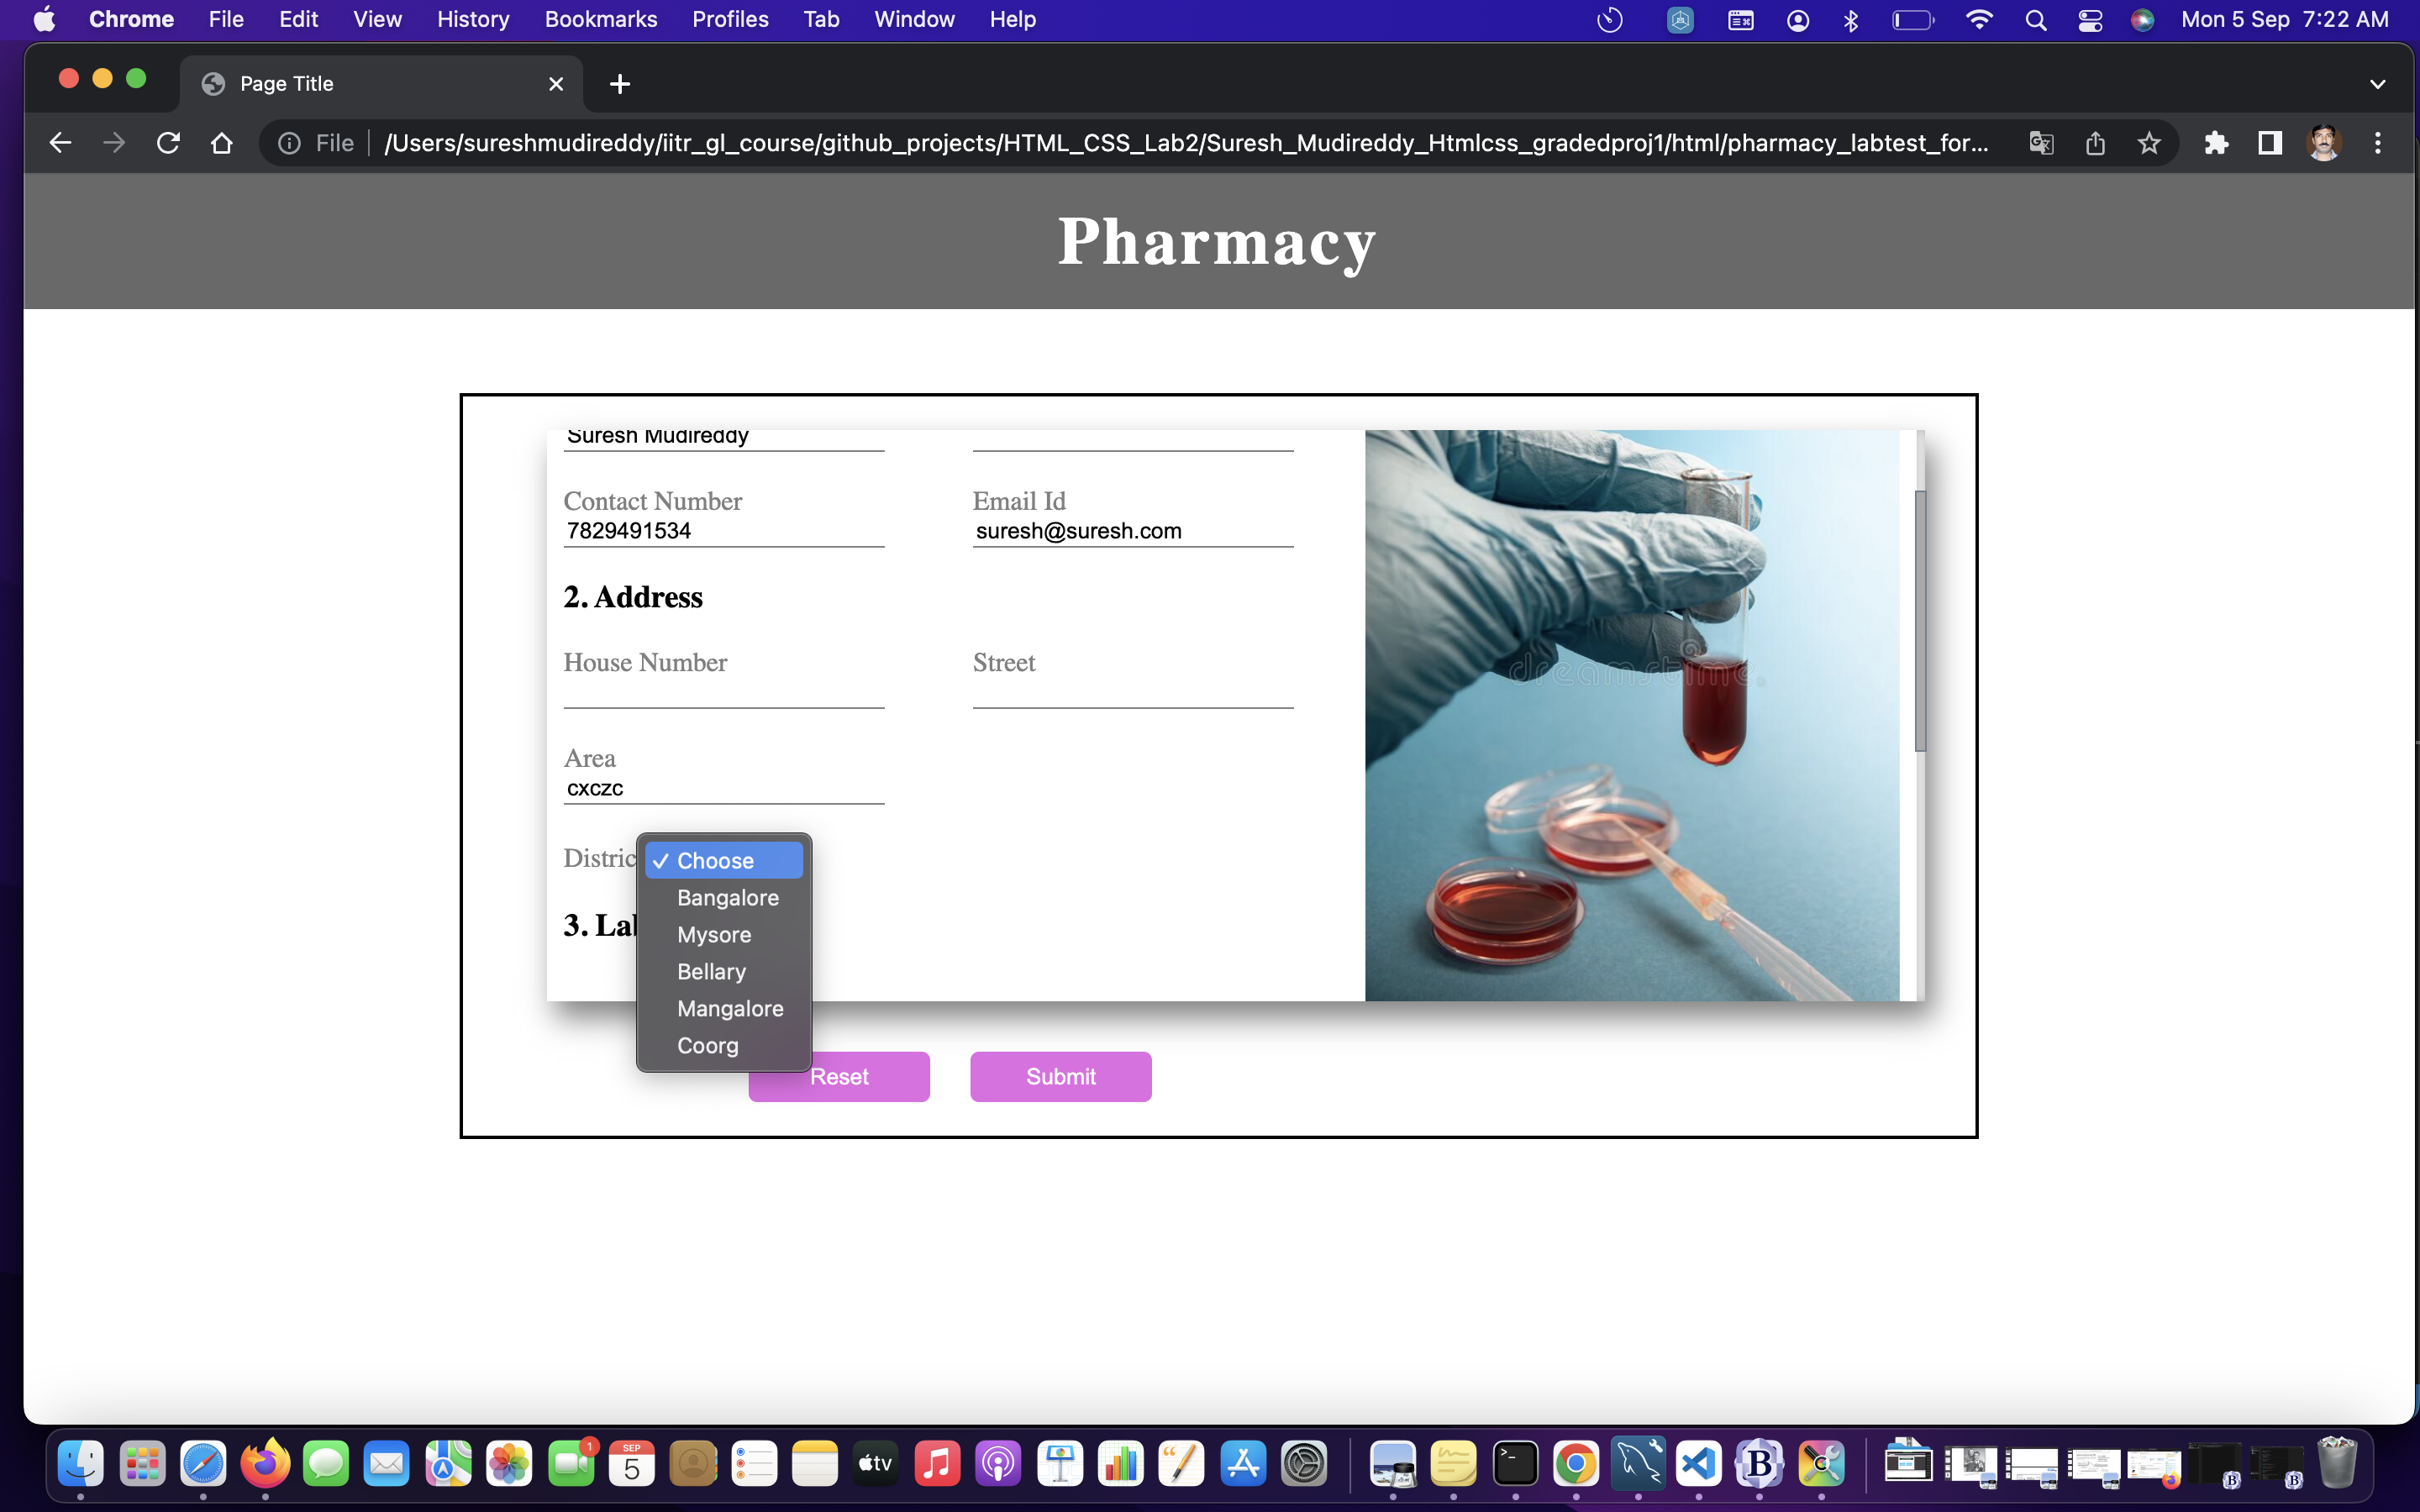 Chrome File Edit View History Bookmarks Profiles Tab Window Help Mon 5 Sep 7:22 AM
Page Title
File /Users/sureshmudireddy/iitr_gl_course/github_projects/HTML_CSS_Lab2/Suresh_Mudireddy_Htmlcss_gradedproj1/html/pharmacy_labtest_for...
Pharmacy
Suresh Mudireddy
Contact Number Email Id
7829491534 suresh@suresh.com
2. Address
House Number Street
dreamstime.
Area
cxczc
Distric Choose
Bangalore
3. Lab
Mysore
Bellary
Mangalore
Coorg
Reset Submit
1
SEP
5
tv